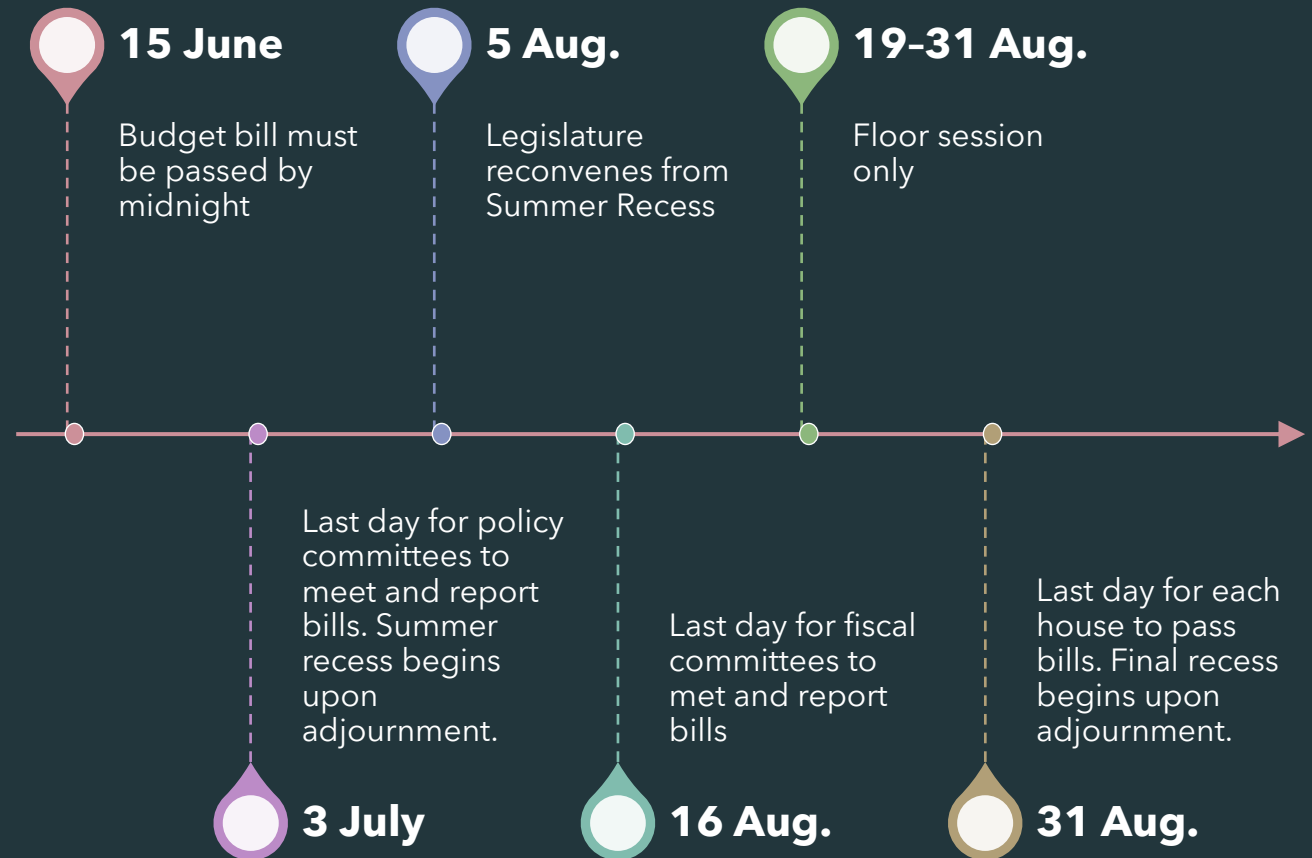 15 June
Budget bill must
be passed by
midnight
5 Aug.
Legislature
reconvenes from
Summer Recess
19–31 Aug.
Floor session
only
Last day for policy
committees to
meet and report
bills. Summer
recess begins
upon
adjournment.
3 July
Last day for fiscal
committees to
met and report
bills
16 Aug.
Last day for each
house to pass
bills. Final recess
begins upon
adjournment.
31 Aug.